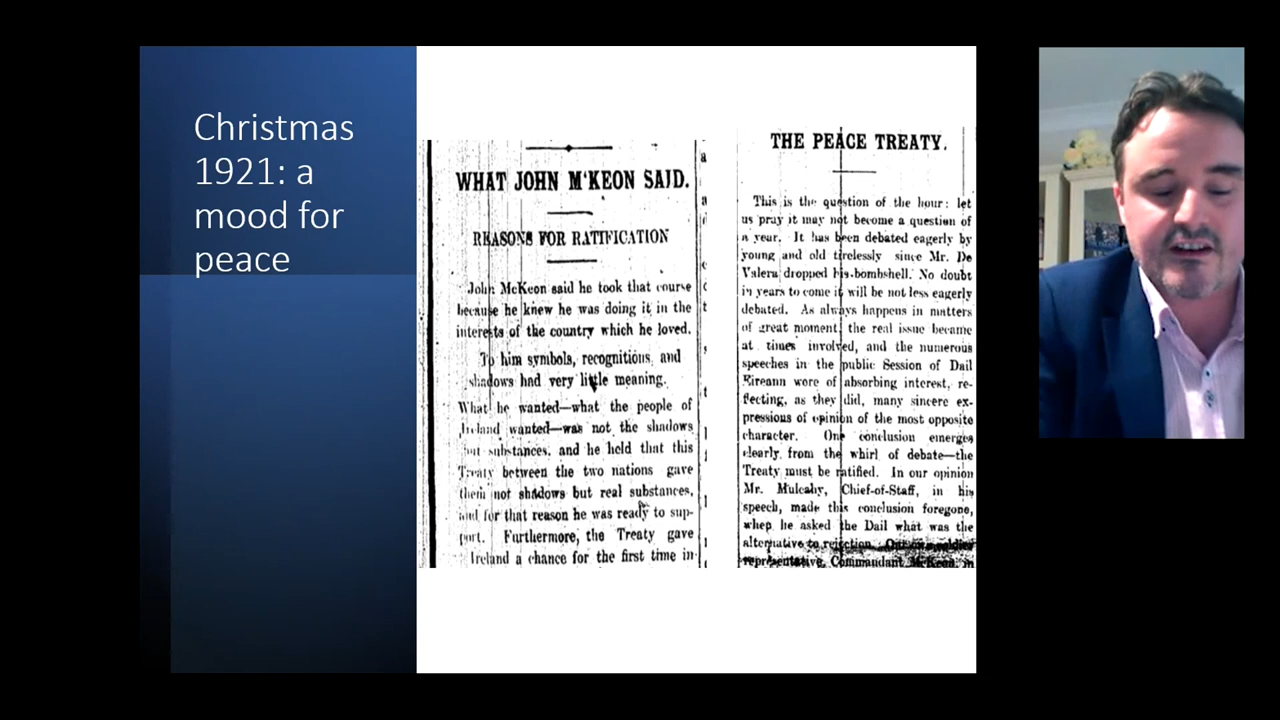 Christmas
1921: a
mood for
peace
WHAT JOHN M'KEON SAID.
REASONS FOR RATIFICATION
John McKeon said he took that course
because he knew he was doing it in the
interests of the country which he loved.
To him symbols, recognitions, and
shadows had very little meaning.
What he wanted—what the people of
Ireland wanted—was not the shadows
but substances, and he held that this
Treaty between the two nations gave
them not shadows but real substances,
and for that reason he was ready to sup-
port. Furthermore, the Treaty gave
Ireland a chance for the first time in
THE PEACE TREATY.
This is the question of the hour: let
us pray it may not become a question of
a year. It has been debated eagerly by
young and old tirelessly since Mr. De
Valera dropped his bombshell. No doubt
in years to come it will be not less eagerly
debated. As always happens in matters
of great moment, the real issue became
at times involved, and the numerous
speeches in the public Session of Dail
Eireann were of absorbing interest, re-
flecting, as they did, many sincere ex-
pressions of opinion of the most opposite
character. One conclusion emerges
clearly from the whirl of debate—the
Treaty must be ratified. In our opinion
Mr. Mulcahy, Chief-of-Staff, in his
speech, made this conclusion foregone,
when he asked the Dail what was the
alternative to rejection. Our own soldier
representative, Commandant McKeon, in